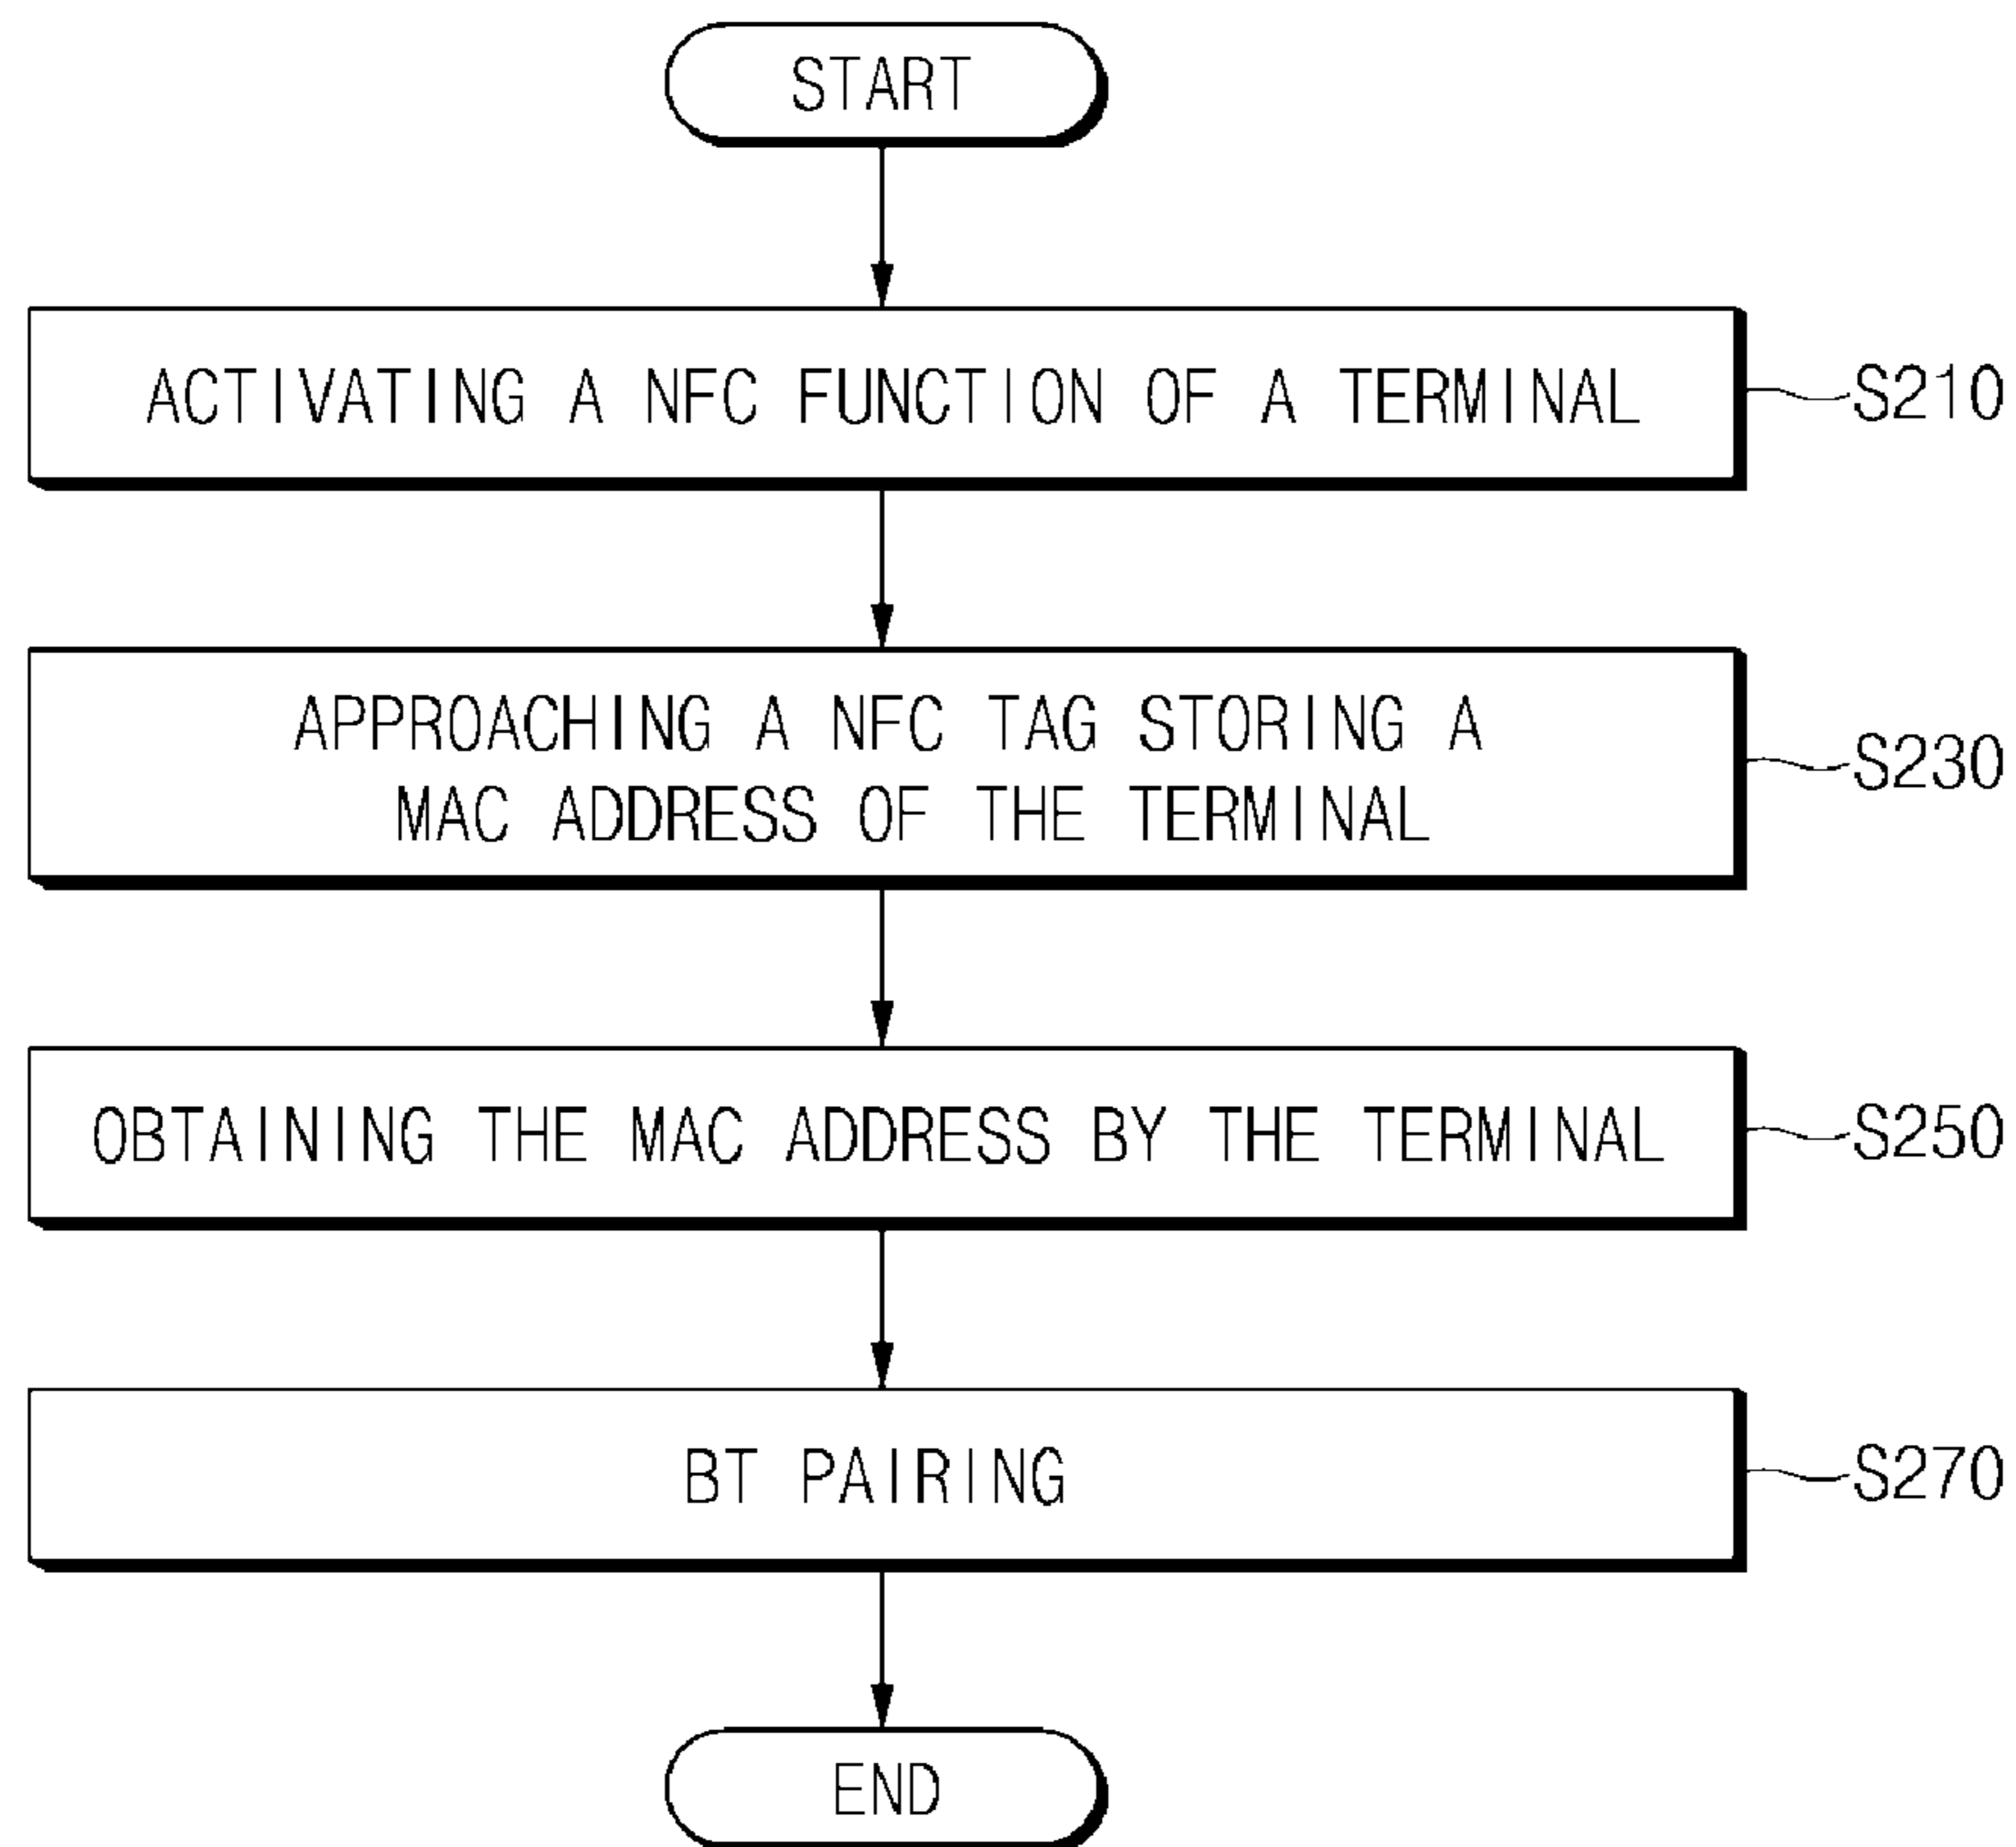 START
ACTIVATING A NFC FUNCTION OF A TERMINAL
S210
APPROACHING A NFC TAG STORING A
MAC ADDRESS OF THE TERMINAL
S230
OBTAINING THE MAC ADDRESS BY THE TERMINAL
S250
BT PAIRING
S270
END